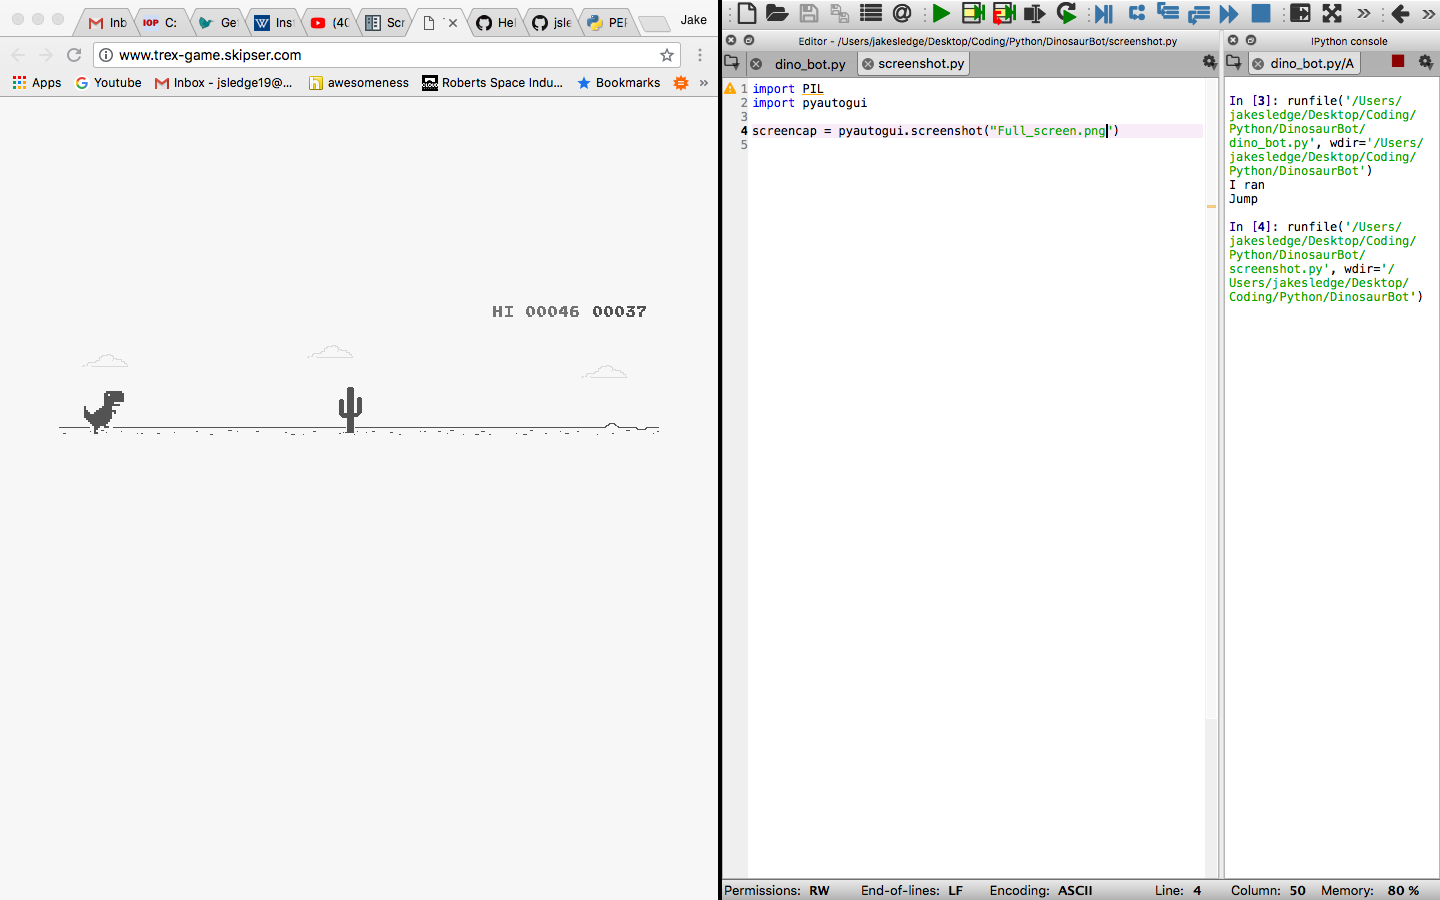 Inb
IOP C:
Get
Inst
(40
Scr
Hel
jsle
PEP
Jake
www.trex-game.skipser.com
Apps
Youtube
Inbox - jsledge19@...
awesomeness
Roberts Space Indu...
Bookmarks
»
HI 00046 00037
Editor - /Users/jakesledge/Desktop/Coding/Python/DinosaurBot/screenshot.py
dino_bot.py
screenshot.py
1 import PIL
2 import pyautogui
3
4 screencap = pyautogui.screenshot("Full_screen.png")
5
IPython console
dino_bot.py/A
In [3]: runfile('/Users/
jakesledge/Desktop/Coding/
Python/DinosaurBot/
dino_bot.py', wdir='/Users/
jakesledge/Desktop/Coding/
Python/DinosaurBot')
I ran
Jump
In [4]: runfile('/Users/
jakesledge/Desktop/Coding/
Python/DinosaurBot/
screenshot.py', wdir='/
Users/jakesledge/Desktop/
Coding/Python/DinosaurBot')
Permissions: RW End-of-lines: LF Encoding: ASCII Line: 4 Column: 50 Memory: 80 %